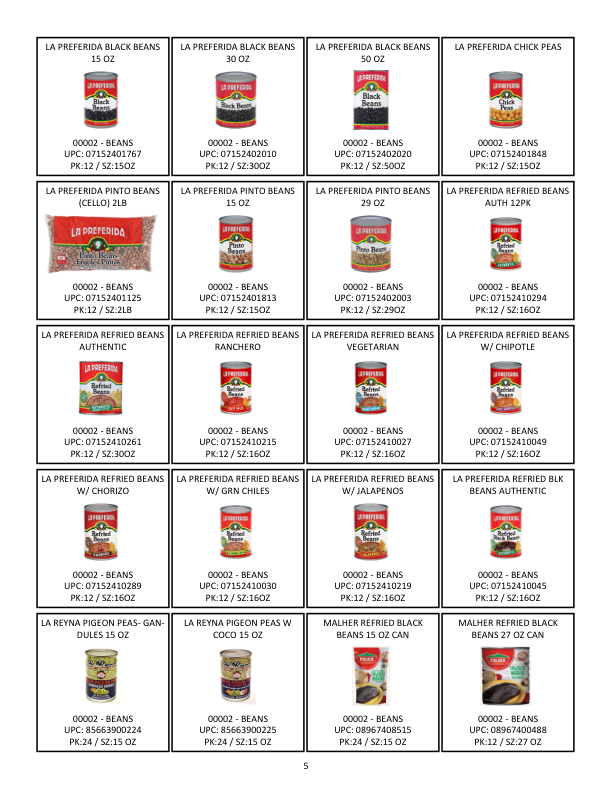 LA PREFERIDA BLACK BEANS
15 OZ
LA PREFERIDA
Black
Beans
00002 - BEANS
UPC: 07152401767
PK:12 / SZ:15OZ
LA PREFERIDA BLACK BEANS
30 OZ
LA PREFERIDA
Black Beans
00002 - BEANS
UPC: 07152402010
PK:12 / SZ:30OZ
LA PREFERIDA BLACK BEANS
50 OZ
LA PREFERIDA
Black
Beans
00002 - BEANS
UPC: 07152402020
PK:12 / SZ:50OZ
LA PREFERIDA CHICK PEAS
LA PREFERIDA
Chick
Peas
00002 - BEANS
UPC: 07152401848
PK:12 / SZ:15OZ
LA PREFERIDA PINTO BEANS
(CELLO) 2LB
LA PREFERIDA
Pinto Beans
Frijoles Pintos
00002 - BEANS
UPC: 07152401125
PK:12 / SZ:2LB
LA PREFERIDA PINTO BEANS
15 OZ
LA PREFERIDA
Pinto
Beans
00002 - BEANS
UPC: 07152401813
PK:12 / SZ:15OZ
LA PREFERIDA PINTO BEANS
29 OZ
LA PREFERIDA
Pinto
Beans
00002 - BEANS
UPC: 07152402003
PK:12 / SZ:29OZ
LA PREFERIDA REFRIED BEANS
AUTH 12PK
LA PREFERIDA
Refried
Beans
00002 - BEANS
UPC: 07152410294
PK:12 / SZ:16OZ
LA PREFERIDA REFRIED BEANS
AUTHENTIC
LA PREFERIDA
Refried
Beans
AUTHENTIC
00002 - BEANS
UPC: 07152410261
PK:12 / SZ:30OZ
LA PREFERIDA REFRIED BEANS
RANCHERO
LA PREFERIDA
Refried
Beans
00002 - BEANS
UPC: 07152410215
PK:12 / SZ:16OZ
LA PREFERIDA REFRIED BEANS
VEGETARIAN
LA PREFERIDA
Refried
Beans
00002 - BEANS
UPC: 07152410027
PK:12 / SZ:16OZ
LA PREFERIDA REFRIED BEANS
W/ CHIPOTLE
LA PREFERIDA
Refried
Beans
00002 - BEANS
UPC: 07152410049
PK:12 / SZ:16OZ
LA PREFERIDA REFRIED BEANS
W/ CHORIZO
LA PREFERIDA
Refried
Beans
CHORIZO
00002 - BEANS
UPC: 07152410289
PK:12 / SZ:16OZ
LA PREFERIDA REFRIED BEANS
W/ GRN CHILES
LA PREFERIDA
Refried
Beans
00002 - BEANS
UPC: 07152410030
PK:12 / SZ:16OZ
LA PREFERIDA REFRIED BEANS
W/ JALAPENOS
LA PREFERIDA
Refried
Beans
00002 - BEANS
UPC: 07152410219
PK:12 / SZ:16OZ
LA PREFERIDA REFRIED BLK
BEANS AUTHENTIC
LA PREFERIDA
Refried
Black Beans
00002 - BEANS
UPC: 07152410045
PK:12 / SZ:16OZ
LA REYNA PIGEON PEAS- GAN-
DULES 15 OZ
00002 - BEANS
UPC: 85663900224
PK:24 / SZ:15 OZ
LA REYNA PIGEON PEAS W
COCO 15 OZ
00002 - BEANS
UPC: 85663900225
PK:24 / SZ:15 OZ
MALHER REFRIED BLACK
BEANS 15 OZ CAN
MALHER
00002 - BEANS
UPC: 08967408515
PK:24 / SZ:15 OZ
MALHER REFRIED BLACK
BEANS 27 OZ CAN
MALHER
00002 - BEANS
UPC: 08967400488
PK:12 / SZ:27 OZ
5